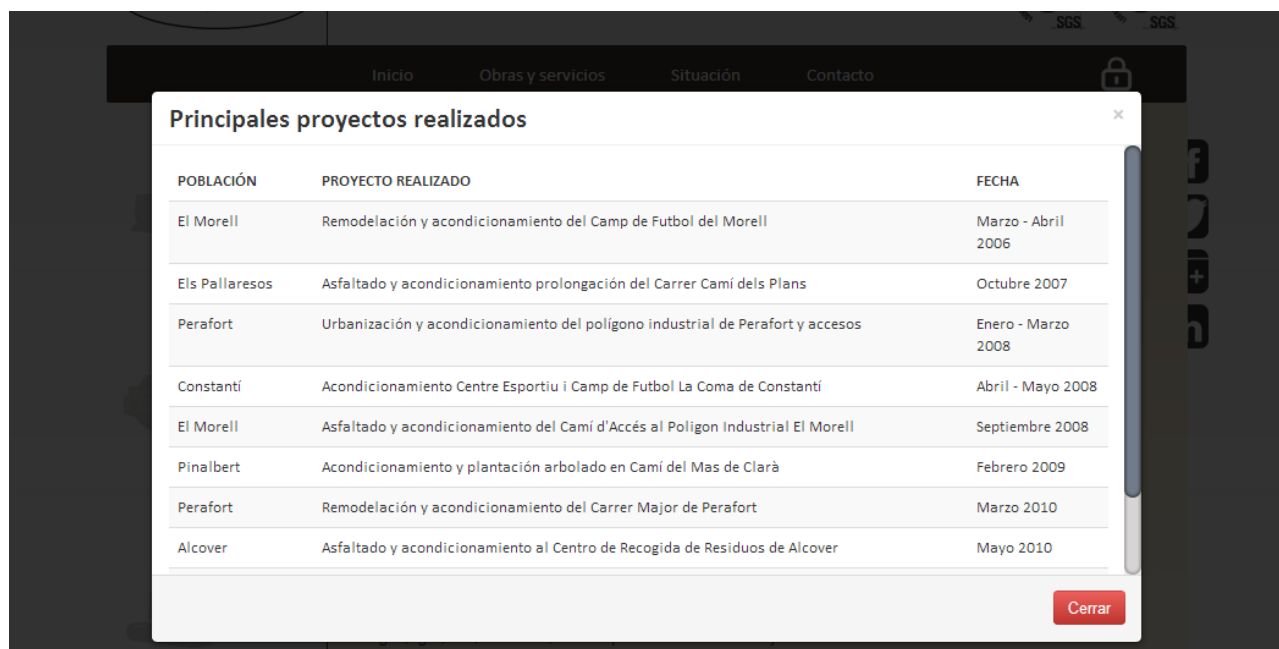 SGS SGS
Inicio Obras y servicios Situación Contacto
Principales proyectos realizados ×
POBLACIÓN PROYECTO REALIZADO FECHA
El Morell Remodelación y acondicionamiento del Camp de Futbol del Morell Marzo - Abril
2006
Els Pallaresos Asfaltado y acondicionamiento prolongación del Carrer Camí dels Plans Octubre 2007
Perafort Urbanización y acondicionamiento del polígono industrial de Perafort y accesos Enero - Marzo
2008
Constantí Acondicionamiento Centre Esportiu i Camp de Futbol La Coma de Constantí Abril - Mayo 2008
El Morell Asfaltado y acondicionamiento del Camí d'Accés al Poligon Industrial El Morell Septiembre 2008
Pinalbert Acondicionamiento y plantación arbolado en Camí del Mas de Clarà Febrero 2009
Perafort Remodelación y acondicionamiento del Carrer Major de Perafort Marzo 2010
Alcover Asfaltado y acondicionamiento al Centro de Recogida de Residuos de Alcover Mayo 2010
Cerrar